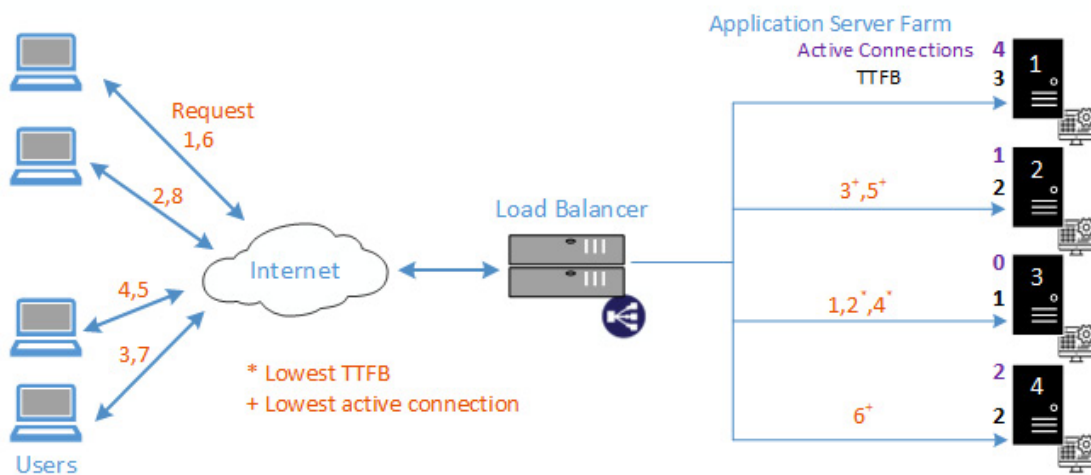 Application Server Farm
Active Connections 4
TTFB 3
1
Request
1,6
2,8
1
2
2
3+,5+
Load Balancer
Internet
4,5
0
1
3
1,2*,4*
3,7
* Lowest TTFB
+ Lowest active connection
2
2
4
6+
Users